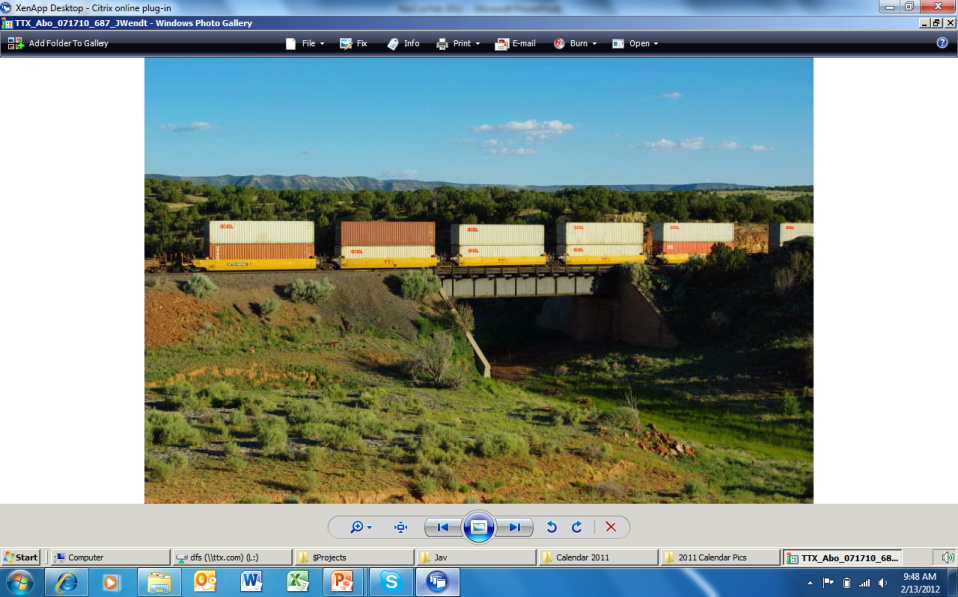 XenApp Desktop - Citrix online plug-in
TTX_Abo_071710_687_JWendt - Windows Photo Gallery
Add Folder To Gallery
File
Fix
Info
Print
E-mail
Burn
Open
Start
Computer
dfs (\\ttx.com) (L:)
$Projects
Jav
Calendar 2011
2011 Calendar Pics
TTX_Abo_071710_68...
9:48 AM
2/13/2012